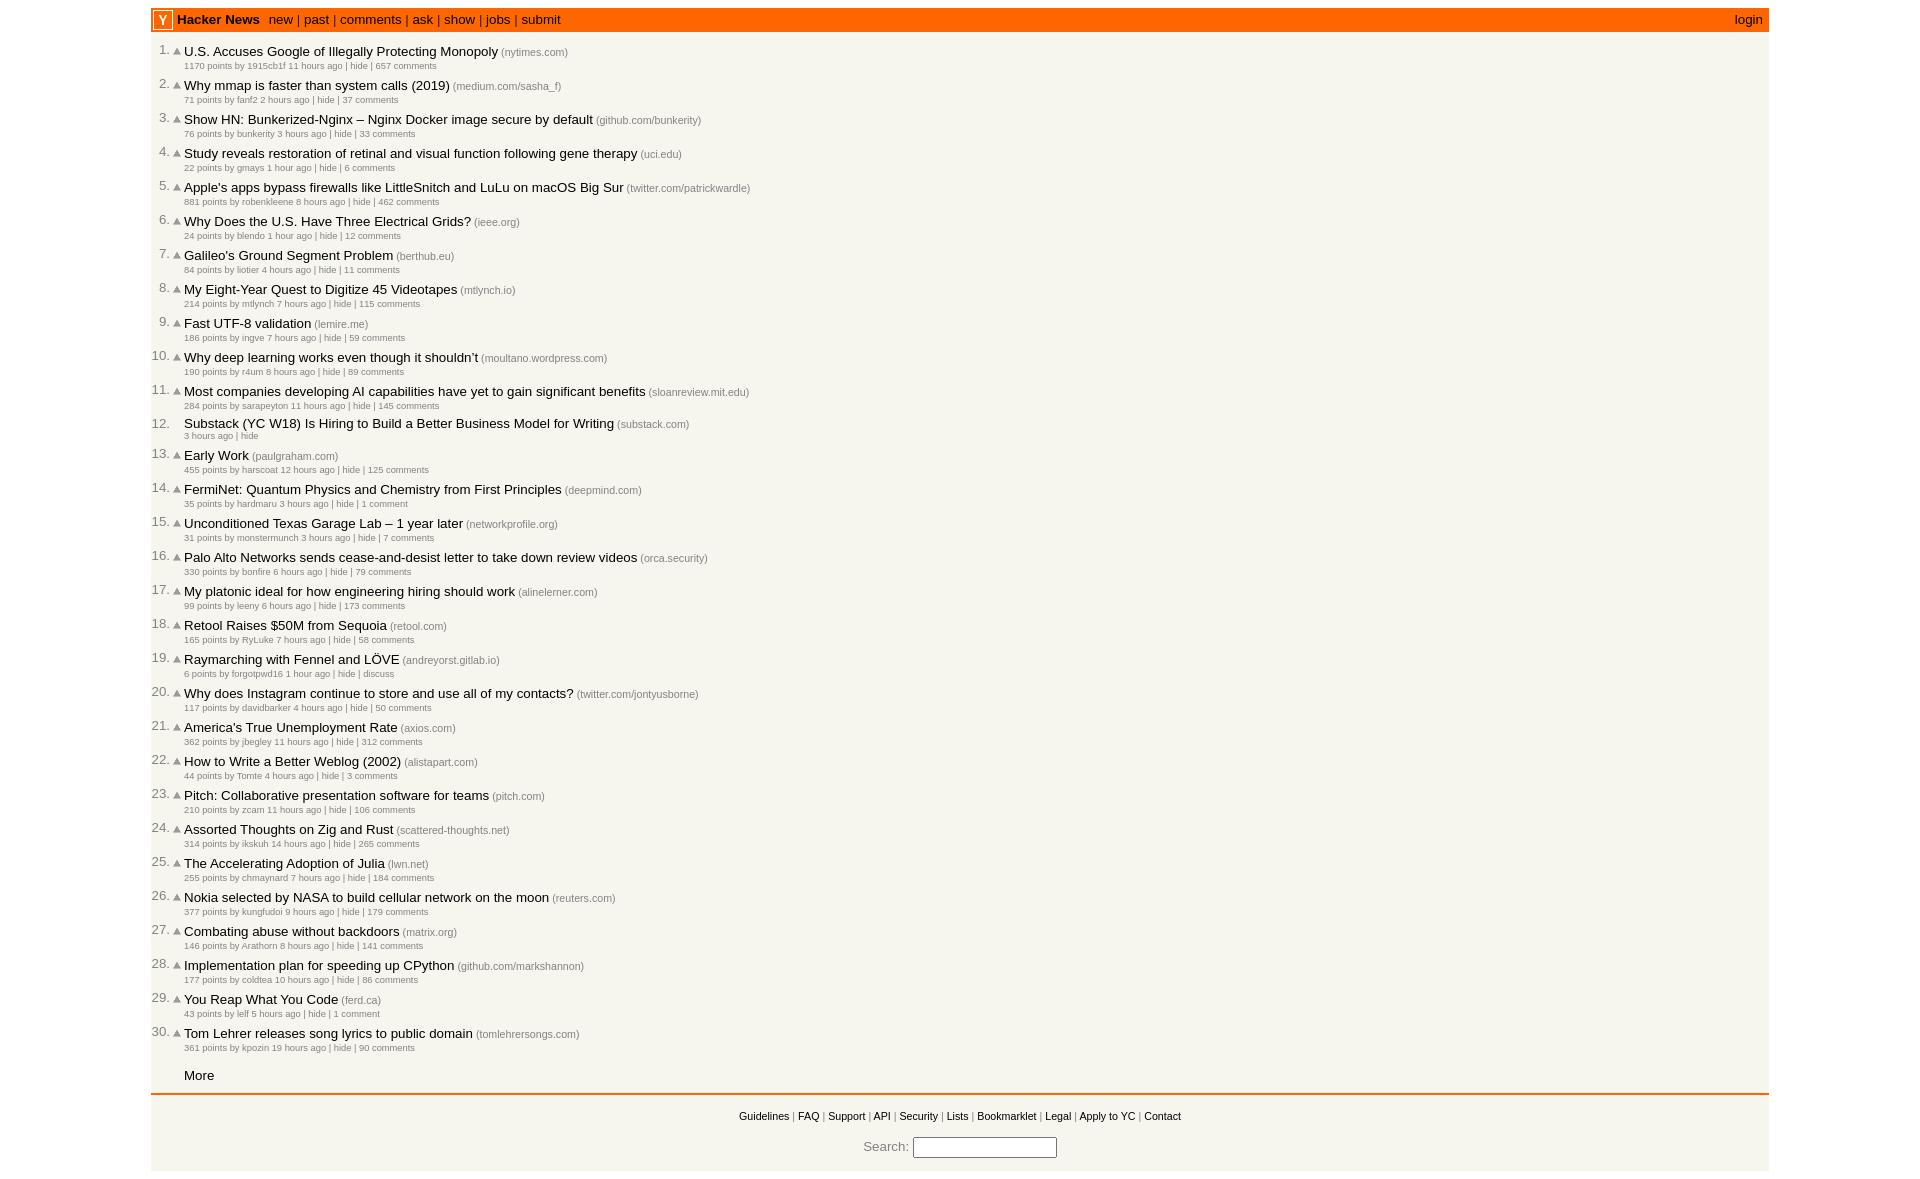 Y Hacker News new | past | comments | ask | show | jobs | submit login
1. U.S. Accuses Google of Illegally Protecting Monopoly (nytimes.com)
1170 points by 1915cb1f 11 hours ago | hide | 657 comments
2. Why mmap is faster than system calls (2019) (medium.com/sasha_f)
71 points by fanf2 2 hours ago | hide | 37 comments
3. Show HN: Bunkerized-Nginx – Nginx Docker image secure by default (github.com/bunkerity)
76 points by bunkerity 3 hours ago | hide | 33 comments
4. Study reveals restoration of retinal and visual function following gene therapy (uci.edu)
22 points by gmays 1 hour ago | hide | 6 comments
5. Apple's apps bypass firewalls like LittleSnitch and LuLu on macOS Big Sur (twitter.com/patrickwardle)
881 points by robenkleene 8 hours ago | hide | 462 comments
6. Why Does the U.S. Have Three Electrical Grids? (ieee.org)
24 points by blendo 1 hour ago | hide | 12 comments
7. Galileo's Ground Segment Problem (berthub.eu)
84 points by liotier 4 hours ago | hide | 11 comments
8. My Eight-Year Quest to Digitize 45 Videotapes (mtlynch.io)
214 points by mtlynch 7 hours ago | hide | 115 comments
9. Fast UTF-8 validation (lemire.me)
186 points by ingve 7 hours ago | hide | 59 comments
10. Why deep learning works even though it shouldn’t (moultano.wordpress.com)
190 points by r4um 8 hours ago | hide | 89 comments
11. Most companies developing AI capabilities have yet to gain significant benefits (sloanreview.mit.edu)
284 points by sarapeyton 11 hours ago | hide | 145 comments
12. Substack (YC W18) Is Hiring to Build a Better Business Model for Writing (substack.com)
3 hours ago | hide
13. Early Work (paulgraham.com)
455 points by harscoat 12 hours ago | hide | 125 comments
14. FermiNet: Quantum Physics and Chemistry from First Principles (deepmind.com)
35 points by hardmaru 3 hours ago | hide | 1 comment
15. Unconditioned Texas Garage Lab – 1 year later (networkprofile.org)
31 points by monstermunch 3 hours ago | hide | 7 comments
16. Palo Alto Networks sends cease-and-desist letter to take down review videos (orca.security)
330 points by bonfire 6 hours ago | hide | 79 comments
17. My platonic ideal for how engineering hiring should work (alinelerner.com)
99 points by leeny 6 hours ago | hide | 173 comments
18. Retool Raises $50M from Sequoia (retool.com)
165 points by RyLuke 7 hours ago | hide | 58 comments
19. Raymarching with Fennel and LÖVE (andreyorst.gitlab.io)
6 points by forgotpwd16 1 hour ago | hide | discuss
20. Why does Instagram continue to store and use all of my contacts? (twitter.com/jontyusborne)
117 points by davidbarker 4 hours ago | hide | 50 comments
21. America's True Unemployment Rate (axios.com)
362 points by jbegley 11 hours ago | hide | 312 comments
22. How to Write a Better Weblog (2002) (alistapart.com)
44 points by Tomte 4 hours ago | hide | 3 comments
23. Pitch: Collaborative presentation software for teams (pitch.com)
210 points by zcam 11 hours ago | hide | 106 comments
24. Assorted Thoughts on Zig and Rust (scattered-thoughts.net)
314 points by ikskuh 14 hours ago | hide | 265 comments
25. The Accelerating Adoption of Julia (lwn.net)
255 points by chmaynard 7 hours ago | hide | 184 comments
26. Nokia selected by NASA to build cellular network on the moon (reuters.com)
377 points by kungfudoi 9 hours ago | hide | 179 comments
27. Combating abuse without backdoors (matrix.org)
146 points by Arathorn 8 hours ago | hide | 141 comments
28. Implementation plan for speeding up CPython (github.com/markshannon)
177 points by coldtea 10 hours ago | hide | 86 comments
29. You Reap What You Code (ferd.ca)
43 points by lelf 5 hours ago | hide | 1 comment
30. Tom Lehrer releases song lyrics to public domain (tomlehrersongs.com)
361 points by kpozin 19 hours ago | hide | 90 comments
More
Guidelines | FAQ | Support | API | Security | Lists | Bookmarklet | Legal | Apply to YC | Contact
Search: